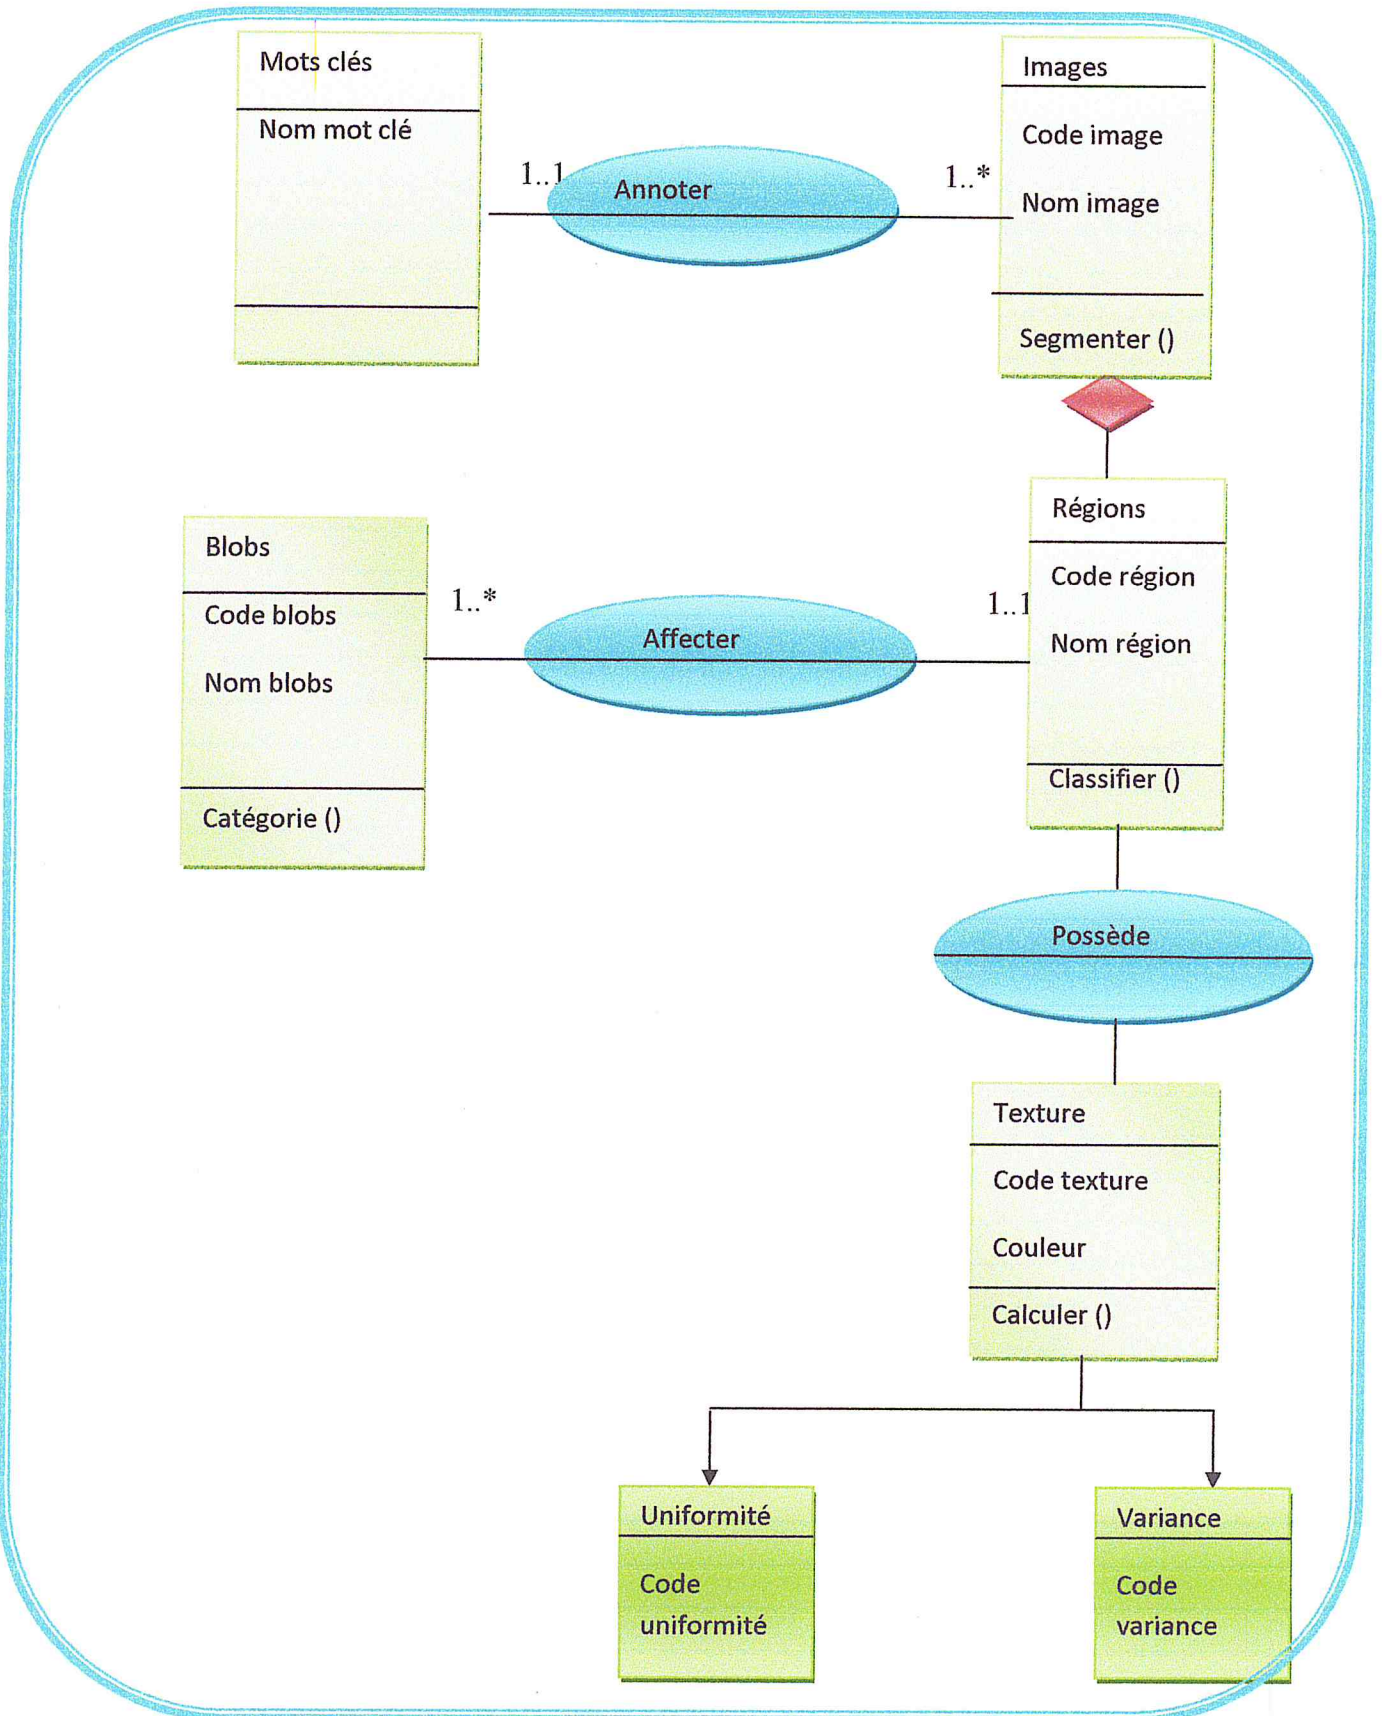 Mots clés
Nom mot clé
1..1
Annoter
1..*
Images
Code image
Nom image
Segmenter ()
Blobs
Code blobs
Nom blobs
Catégorie ()
1..*
Affecter
1..1
Régions
Code région
Nom région
Classifier ()
Possède
Texture
Code texture
Couleur
Calculer ()
Uniformité
Code
uniformité
Variance
Code
variance